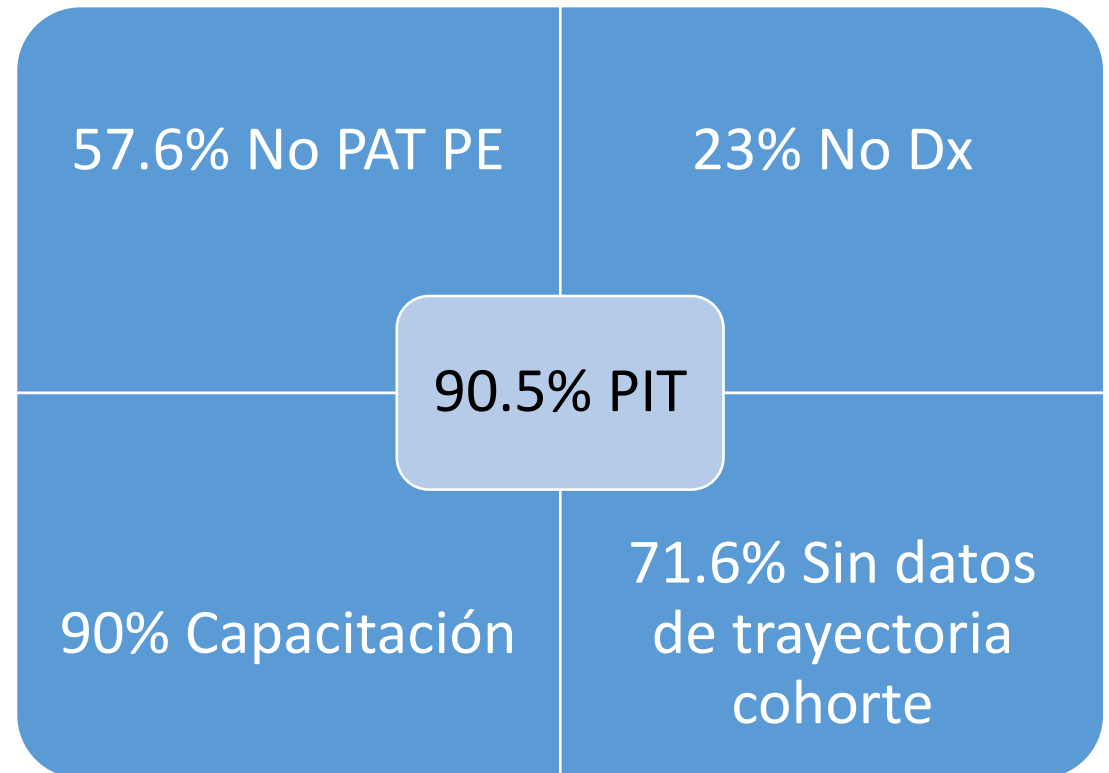 57.6% No PAT PE
23% No Dx
90.5% PIT
90% Capacitación
71.6% Sin datos
de trayectoria
cohorte